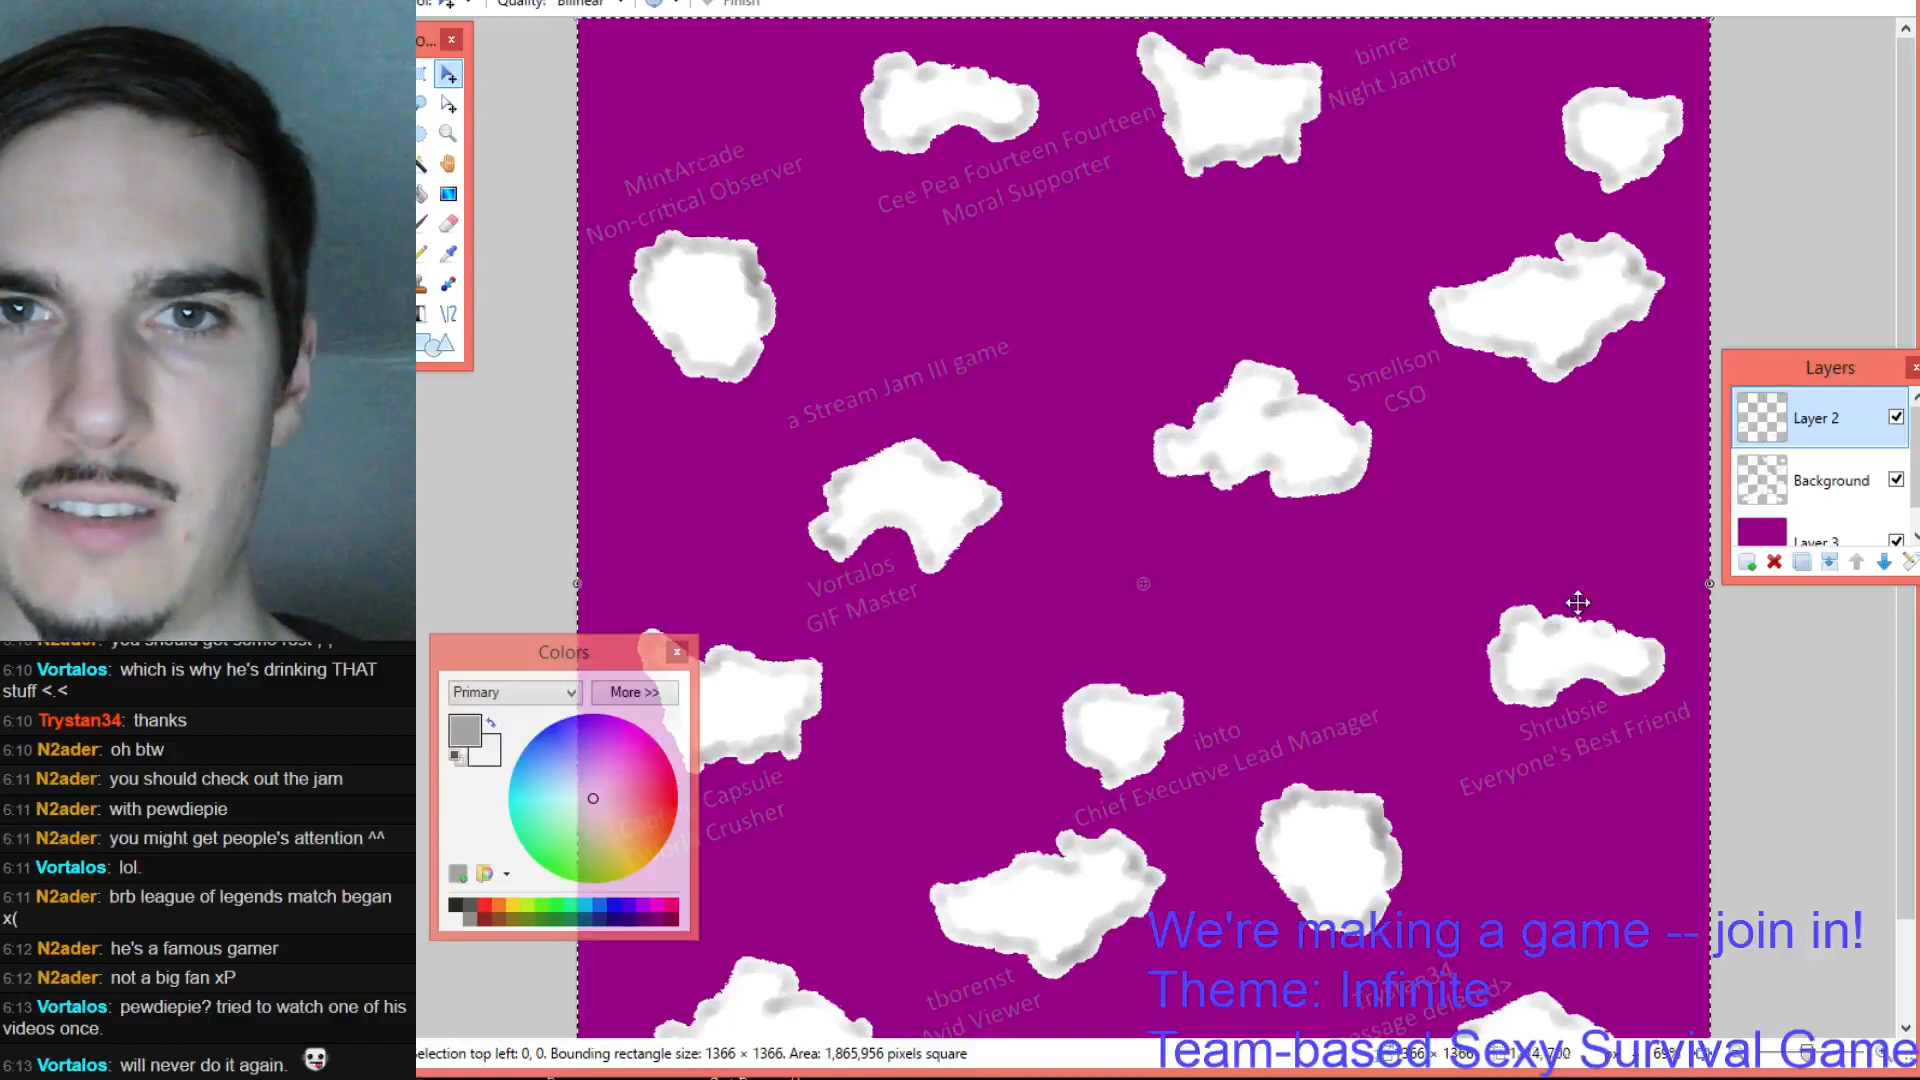 Quality: Bilinear
Finish
binre
Night Janitor
Cee Pea Fourteen Fourteen
Moral Supporter
MintArcade
Non-critical Observer
a Stream Jam III game
Smellson
CSO
Vortalos
GIF Master
Layers
Layer 2
Background
Layer 3
Colors
Primary
More >>
Capsule
Crusher
ibito
Chief Executive Lead Manager
Shrubsie
Everyone's Best Friend
tborenst
Avid Viewer
We're making a game -- join in!
Theme: Infinite
Team-based Sexy Survival Game
6:10 Vortalos: which is why he's drinking THAT
stuff <.<
6:10 Trystan34: thanks
6:10 N2ader: oh btw
6:11 N2ader: you should check out the jam
6:11 N2ader: with pewdiepie
6:11 N2ader: you might get people's attention ^^
6:11 Vortalos: lol.
6:11 N2ader: brb league of legends match began
x(
6:12 N2ader: he's a famous gamer
6:12 N2ader: not a big fan xP
6:13 Vortalos: pewdiepie? tried to watch one of his
videos once.
6:13 Vortalos: will never do it again.
election top left: 0, 0. Bounding rectangle size: 1366 × 1366. Area: 1,865,956 pixels square